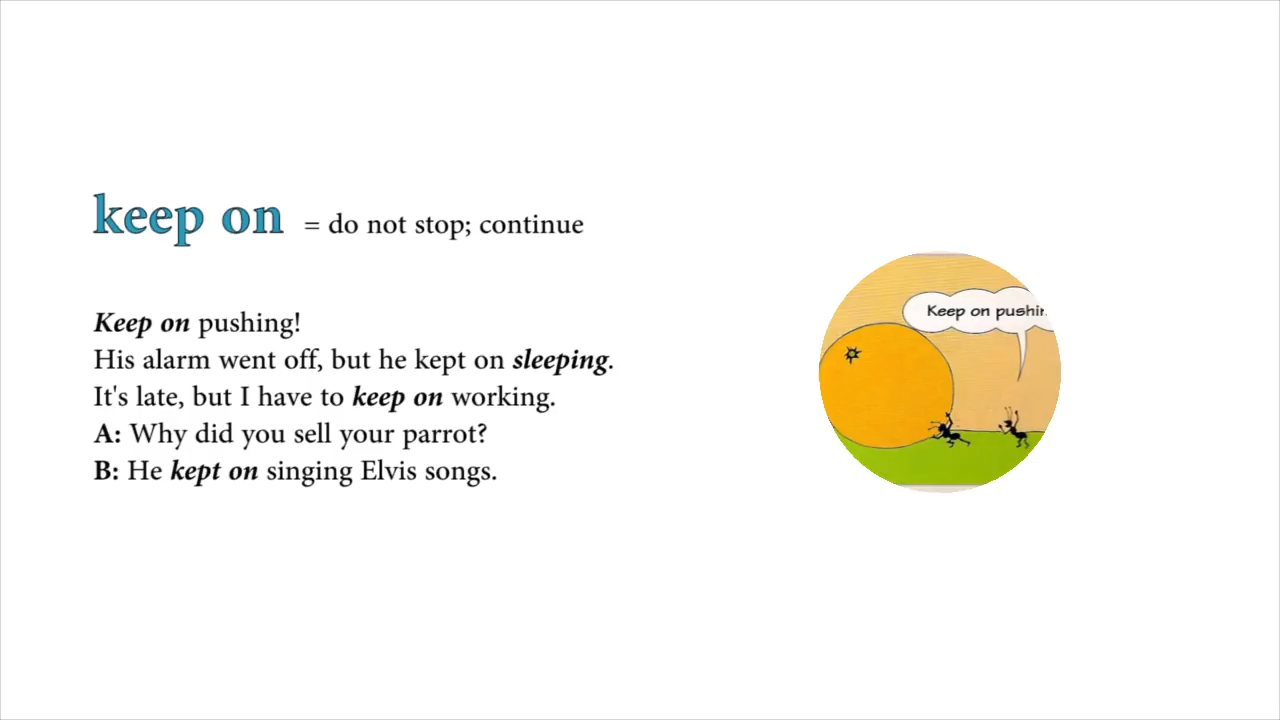 keep on = do not stop; continue
Keep on pushing!
His alarm went off, but he kept on sleeping.
It's late, but I have to keep on working.
A: Why did you sell your parrot?
B: He kept on singing Elvis songs.
Keep on